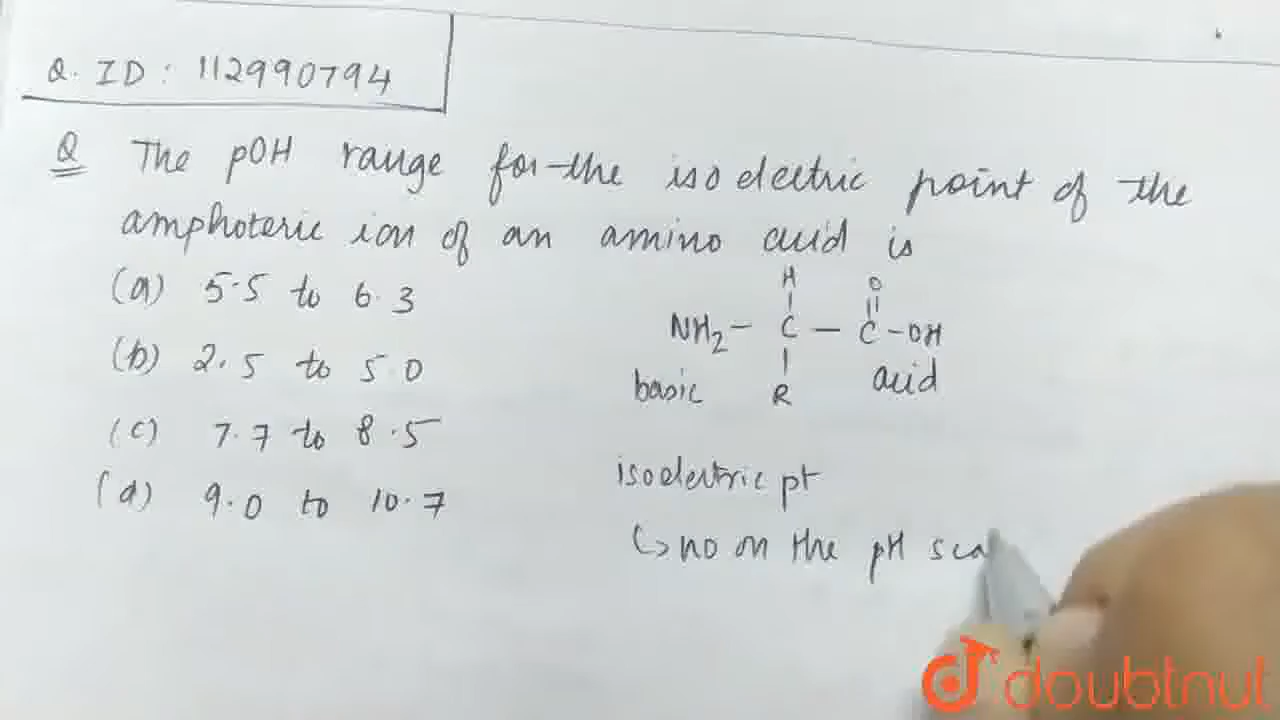 Q. ID : 112990794
Q The pOH range for the isoelectric point of the
amphoteric ion of an amino acid is
(a) 5.5 to 6.3
(b) 2.5 to 5.0
(c) 7.7 to 8.5
(d) 9.0 to 10.7
H O
| ||
NH2 - C - C - OH
|
basic R acid
isoelectric pt
↳ no on the pH sca
doubtnut